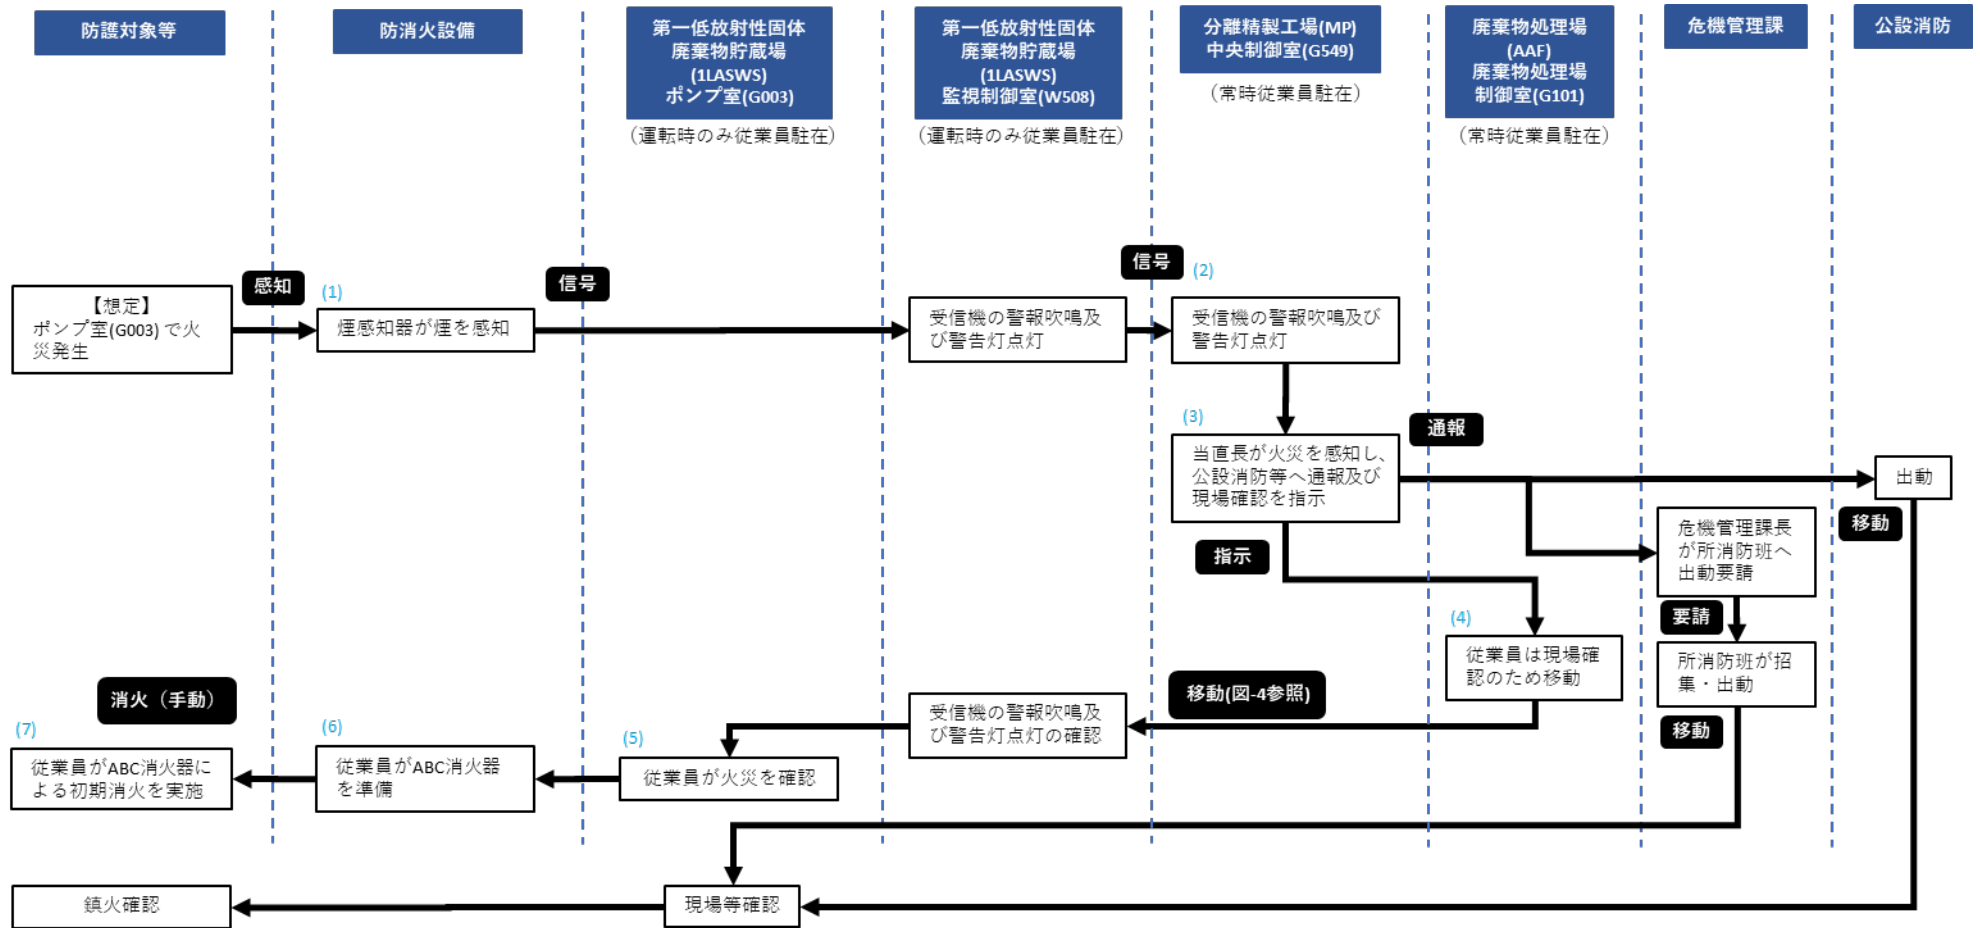 防護対象等
防消火設備
第一低放射性固体
廃棄物貯蔵場
(1LASWS)
ポンプ室(G003)
(運転時のみ従業員駐在)
第一低放射性固体
廃棄物貯蔵場
(1LASWS)
監視制御室(W508)
(運転時のみ従業員駐在)
分離精製工場(MP)
中央制御室(G549)
(常時従業員駐在)
廃棄物処理場
(AAF)
廃棄物処理場
制御室(G101)
(常時従業員駐在)
危機管理課
公設消防
【想定】
ポンプ室(G003) で火
災発生
感知
(1)
煙感知器が煙を感知
信号
受信機の警報吹鳴及
び警告灯点灯
信号
(2)
受信機の警報吹鳴及び
警告灯点灯
(3)
当直長が火災を感知し、
公設消防等へ通報及び
現場確認を指示
通報
出動
移動
危機管理課長
が所消防班へ
出動要請
指示
要請
(4)
従業員は現場確
認のため移動
所消防班が招
集・出動
移動
移動(図-4参照)
受信機の警報吹鳴及
び警告灯点灯の確認
(5)
従業員が火災を確認
(6)
従業員がABC消火器
を準備
消火（手動）
(7)
従業員がABC消火器に
よる初期消火を実施
現場等確認
鎮火確認